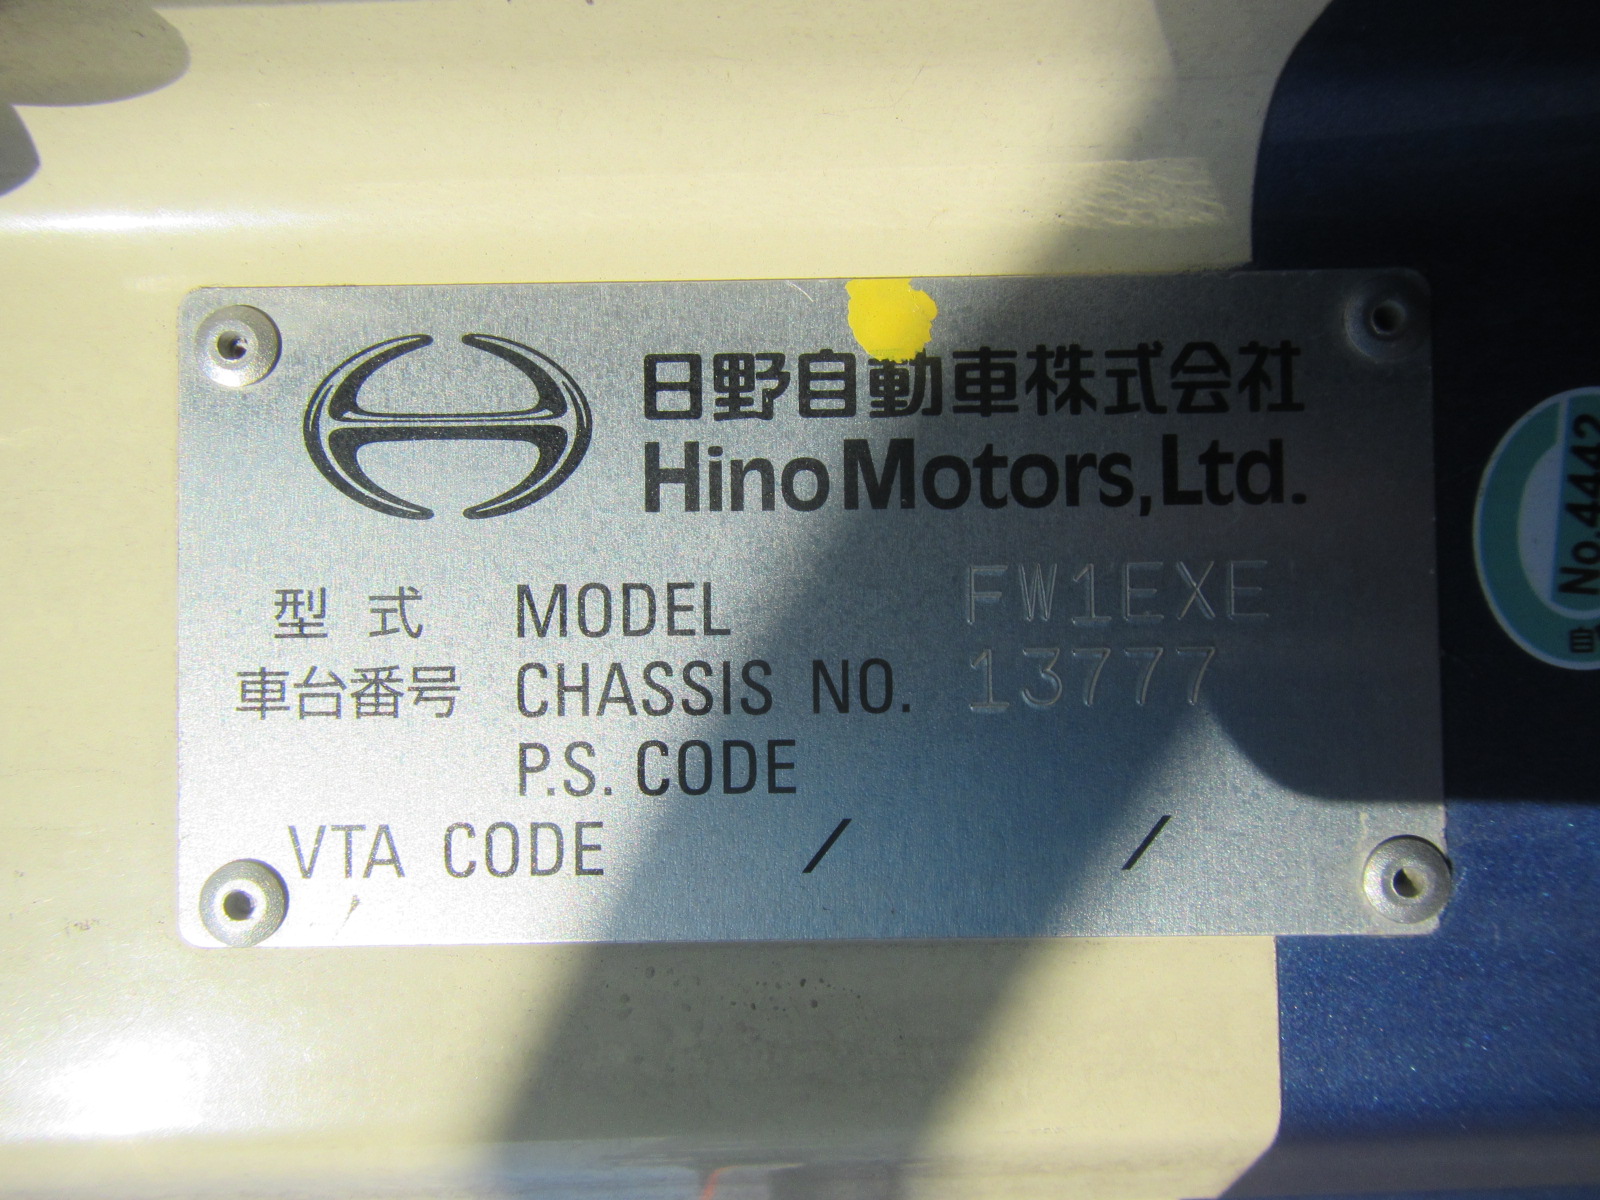 日野自動車株式会社
Hino Motors, Ltd.
型 式 MODEL FW1EXE
車台番号 CHASSIS NO. 13777
P.S. CODE
VTA CODE / /
No.4442